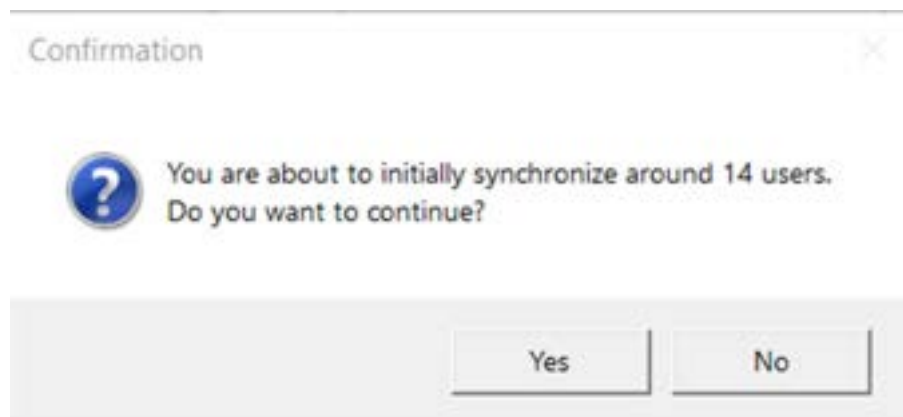 Confirmation
You are about to initially synchronize around 14 users.
Do you want to continue?
Yes
No